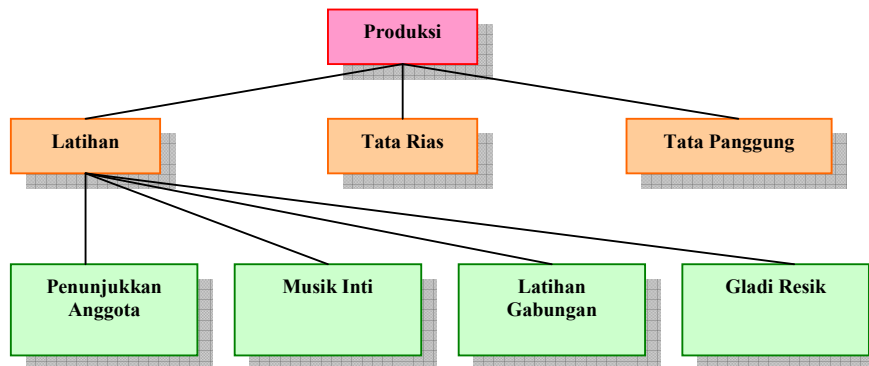 Produksi
Latihan
Tata Rias
Tata Panggung
Penunjukkan
Anggota
Musik Inti
Latihan
Gabungan
Gladi Resik